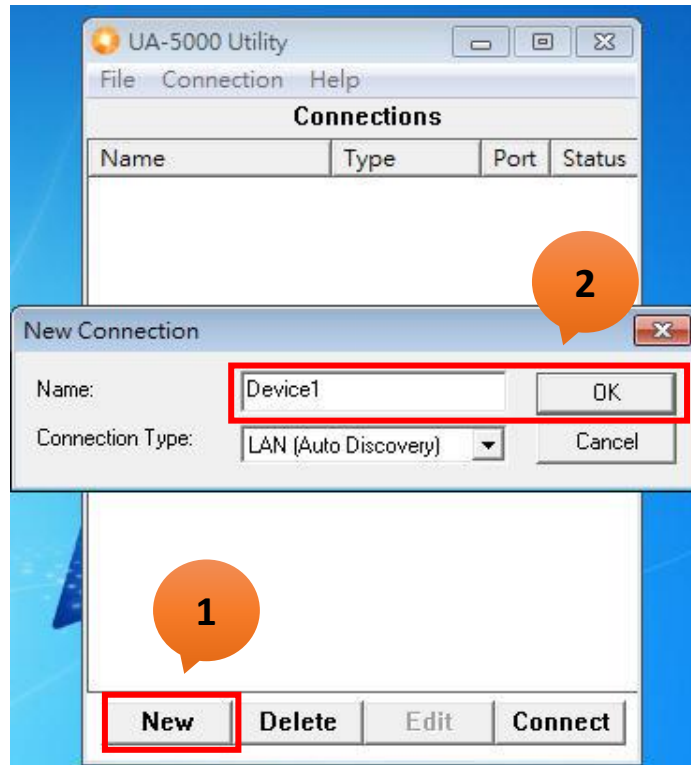 UA-5000 Utility
File Connection Help
Connections
Name Type Port Status
2
New Connection
Name: Device1 OK
Connection Type: LAN (Auto Discovery) Cancel
1
New Delete Edit Connect